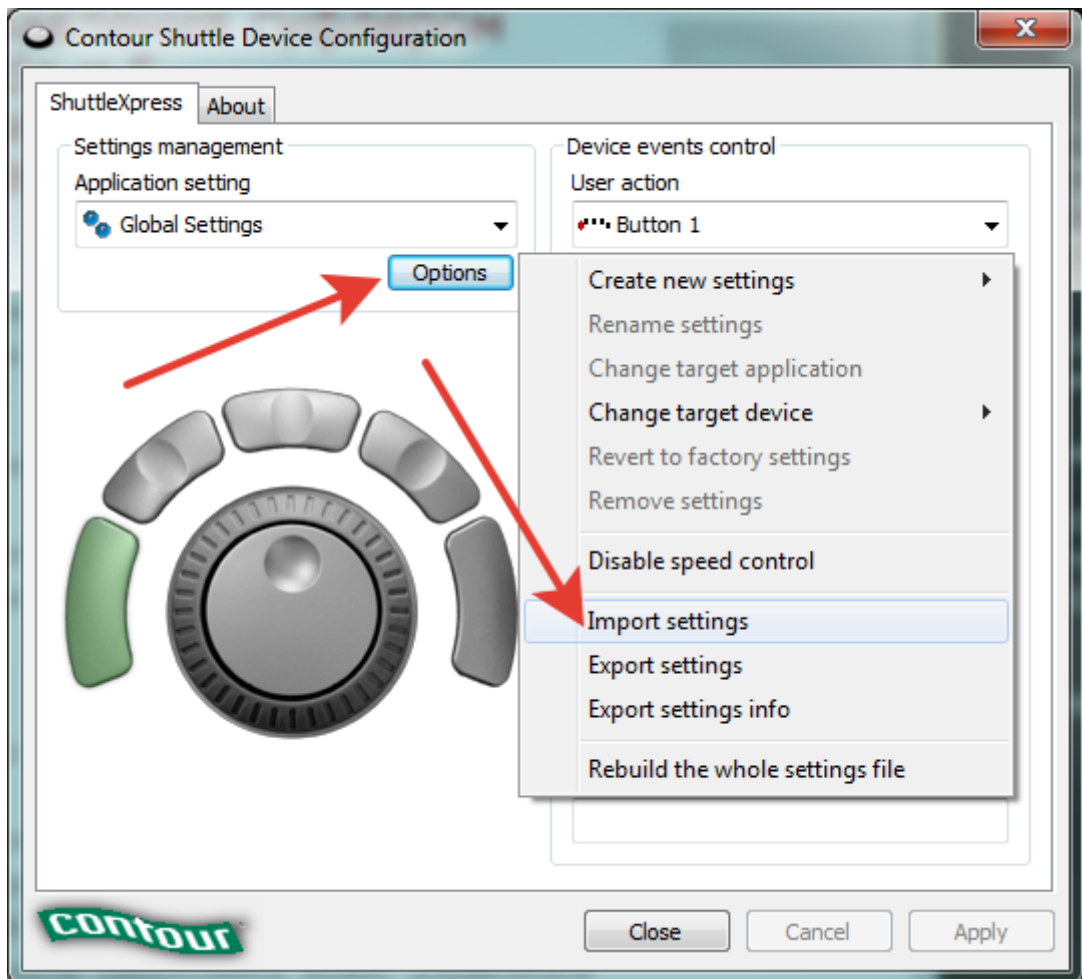 Contour Shuttle Device Configuration
ShuttleXpress
About
Settings management
Application setting
Global Settings
Options
Device events control
User action
Button 1
Create new settings
Rename settings
Change target application
Change target device
Revert to factory settings
Remove settings
Disable speed control
Import settings
Export settings
Export settings info
Rebuild the whole settings file
contour
Close
Cancel
Apply